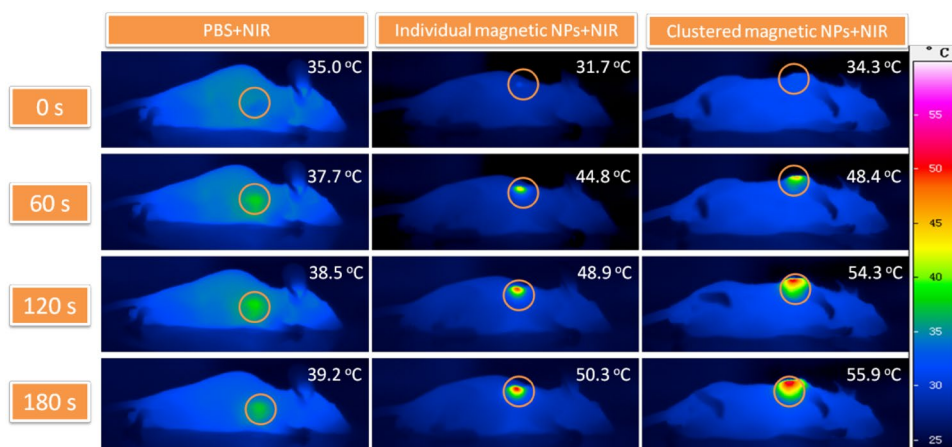 PBS+NIR
Individual magnetic NPs+NIR
Clustered magnetic NPs+NIR
° C
0 s
35.0 °C
31.7 °C
34.3 °C
60 s
37.7 °C
44.8 °C
48.4 °C
120 s
38.5 °C
48.9 °C
54.3 °C
180 s
39.2 °C
50.3 °C
55.9 °C
55
50
45
40
35
30
25